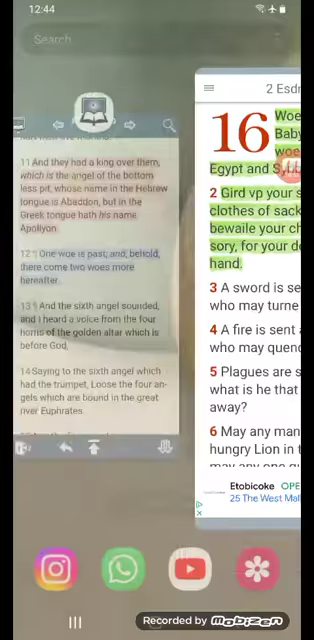 12:44
Search
11 And they had a king over them,
which is the angel of the bottom
less pit, whose name in the Hebrew
tongue is Abaddon, but in the
Greek tongue hath his name
Apollyon.
12 ¶ One woe is past; and, behold,
there come two woes more
hereafter.
13 ¶ And the sixth angel sounded,
and I heard a voice from the four
horns of the golden altar which is
before God,
14 Saying to the sixth angel which
had the trumpet, Loose the four an-
gels which are bound in the great
river Euphrates.
2 Esdr
16 Woe
Baby
woe
Egypt and
2 Gird vp your s
clothes of sack
bewaile your ch
sory, for your de
hand.
3 A sword is se
who may turne
4 A fire is sent a
who may quenc
5 Plagues are s
what is he that
away?
6 May any man
hungry Lion in t
Etobicoke OPE
25 The West Mal
Recorded by Mobizen